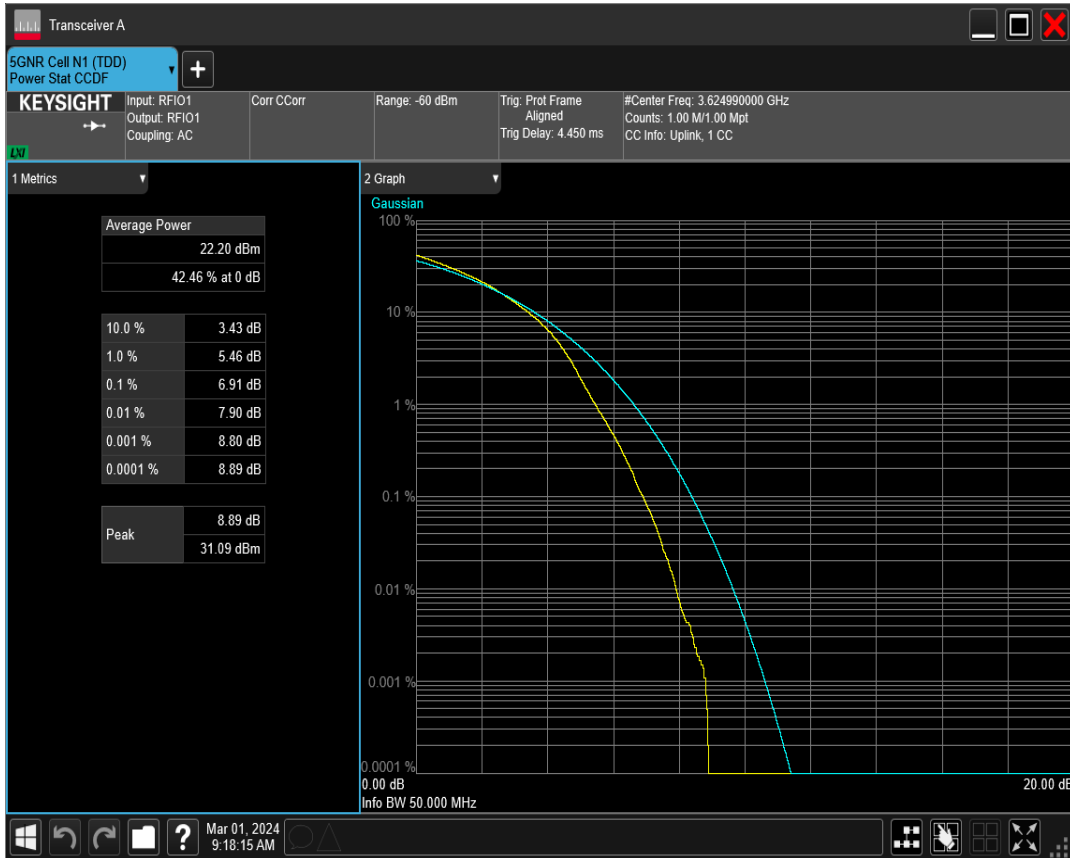 Transceiver A
5GNR Cell N1 (TDD)
Power Stat CCDF
KEYSIGHT
LXI
Input: RFIO1
Output: RFIO1
Coupling: AC
Corr CCorr
Range: -60 dBm
Trig: Prot Frame
Aligned
Trig Delay: 4.450 ms
#Center Freq: 3.624990000 GHz
Counts: 1.00 M/1.00 Mpt
CC Info: Uplink, 1 CC
1 Metrics
Average Power
22.20 dBm
42.46 % at 0 dB
10.0 % 3.43 dB
1.0 % 5.46 dB
0.1 % 6.91 dB
0.01 % 7.90 dB
0.001 % 8.80 dB
0.0001 % 8.89 dB
Peak
8.89 dB
31.09 dBm
2 Graph
Gaussian
100 %
10 %
1 %
0.1 %
0.01 %
0.001 %
0.0001 %
0.00 dB 20.00 dB
Info BW 50.000 MHz
?
Mar 01, 2024
9:18:15 AM